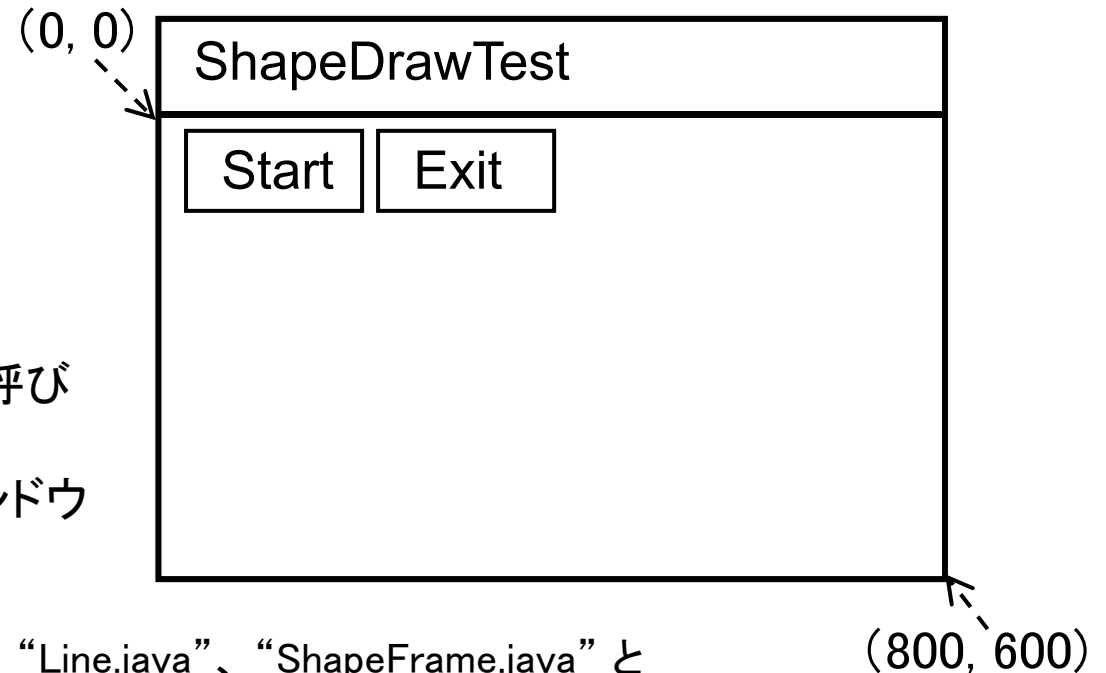 (0, 0)
ShapeDrawTest
Start Exit
呼び
ンドウ
“Line.java”、“ShapeFrame.java” と
(800, 600)